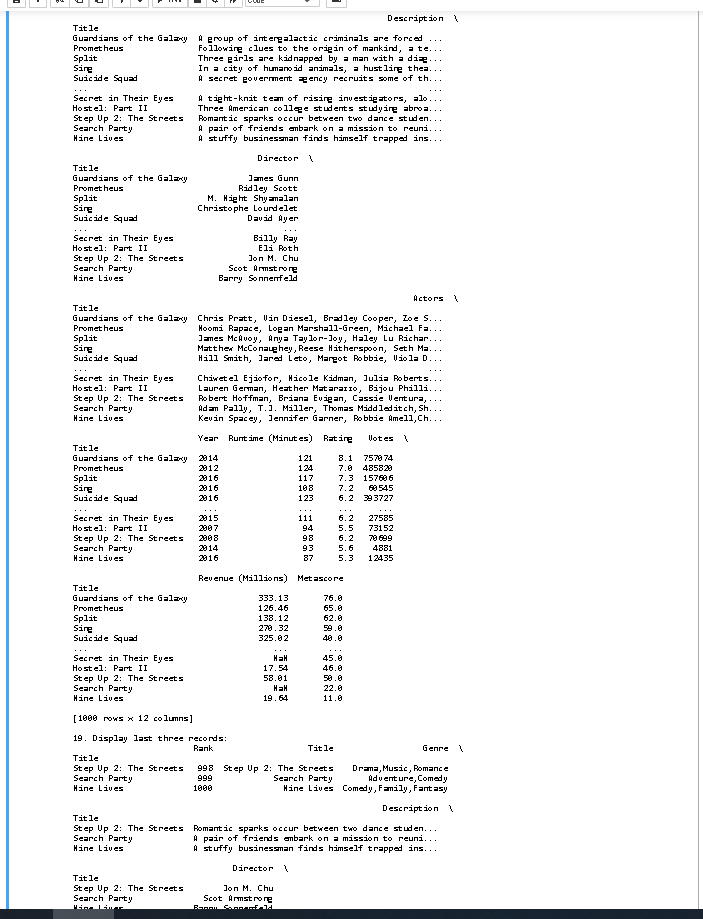 Description  \
Title
Guardians of the Galaxy  A group of intergalactic criminals are forced ...
Prometheus  Following clues to the origin of mankind, a te...
Split  Three girls are kidnapped by a man with a diag...
Sing  In a city of humanoid animals, a hustling thea...
Suicide Squad  A secret government agency recruits some of th...
...  ...
Secret in Their Eyes  A tight-knit team of rising investigators, alo...
Hostel: Part II  Three American college students studying abroa...
Step Up 2: The Streets  Romantic sparks occur between two dance studen...
Search Party  A pair of friends embark on a mission to reuni...
Nine Lives  A stuffy businessman finds himself trapped ins...
Director  \
Title
Guardians of the Galaxy  James Gunn
Prometheus  Ridley Scott
Split  M. Night Shyamalan
Sing  Christophe Lourdelet
Suicide Squad  David Ayer
...  ...
Secret in Their Eyes  Billy Ray
Hostel: Part II  Eli Roth
Step Up 2: The Streets  Jon M. Chu
Search Party  Scot Armstrong
Nine Lives  Barry Sonnenfeld
Actors  \
Title
Guardians of the Galaxy  Chris Pratt, Vin Diesel, Bradley Cooper, Zoe S...
Prometheus  Noomi Rapace, Logan Marshall-Green, Michael Fa...
Split  James McAvoy, Anya Taylor-Joy, Haley Lu Richar...
Sing  Matthew McConaughey,Reese Witherspoon, Seth Ma...
Suicide Squad  Will Smith, Jared Leto, Margot Robbie, Viola D...
...  ...
Secret in Their Eyes  Chiwetel Ejiofor, Nicole Kidman, Julia Roberts...
Hostel: Part II  Lauren German, Heather Matarazzo, Bijou Philli...
Step Up 2: The Streets  Robert Hoffman, Briana Evigan, Cassie Ventura,...
Search Party  Adam Pally, T.J. Miller, Thomas Middleditch,Sh...
Nine Lives  Kevin Spacey, Jennifer Garner, Robbie Amell,Ch...
Year  Runtime (Minutes)  Rating  Votes  \
Title
Guardians of the Galaxy  2014  121  8.1  757074
Prometheus  2012  124  7.0  485820
Split  2016  117  7.3  157606
Sing  2016  108  7.2  60545
Suicide Squad  2016  123  6.2  393727
...  ...  ...  ...  ...
Secret in Their Eyes  2015  111  6.2  27585
Hostel: Part II  2007  94  5.5  73152
Step Up 2: The Streets  2008  98  6.2  70699
Search Party  2014  93  5.6  4881
Nine Lives  2016  87  5.3  12435
Revenue (Millions)  Metascore
Title
Guardians of the Galaxy  333.13  76.0
Prometheus  126.46  65.0
Split  138.12  62.0
Sing  270.32  59.0
Suicide Squad  325.02  40.0
...  ...  ...
Secret in Their Eyes  NaN  45.0
Hostel: Part II  17.54  46.0
Step Up 2: The Streets  58.01  50.0
Search Party  NaN  22.0
Nine Lives  19.64  11.0
[1000 rows x 12 columns]
19. Display last three records:
Rank  Title  Genre  \
Title
Step Up 2: The Streets  998  Step Up 2: The Streets  Drama,Music,Romance
Search Party  999  Search Party  Adventure,Comedy
Nine Lives  1000  Nine Lives  Comedy,Family,Fantasy
Description  \
Title
Step Up 2: The Streets  Romantic sparks occur between two dance studen...
Search Party  A pair of friends embark on a mission to reuni...
Nine Lives  A stuffy businessman finds himself trapped ins...
Director  \
Title
Step Up 2: The Streets  Jon M. Chu
Search Party  Scot Armstrong
Nine Lives  Barry Sonnenfeld